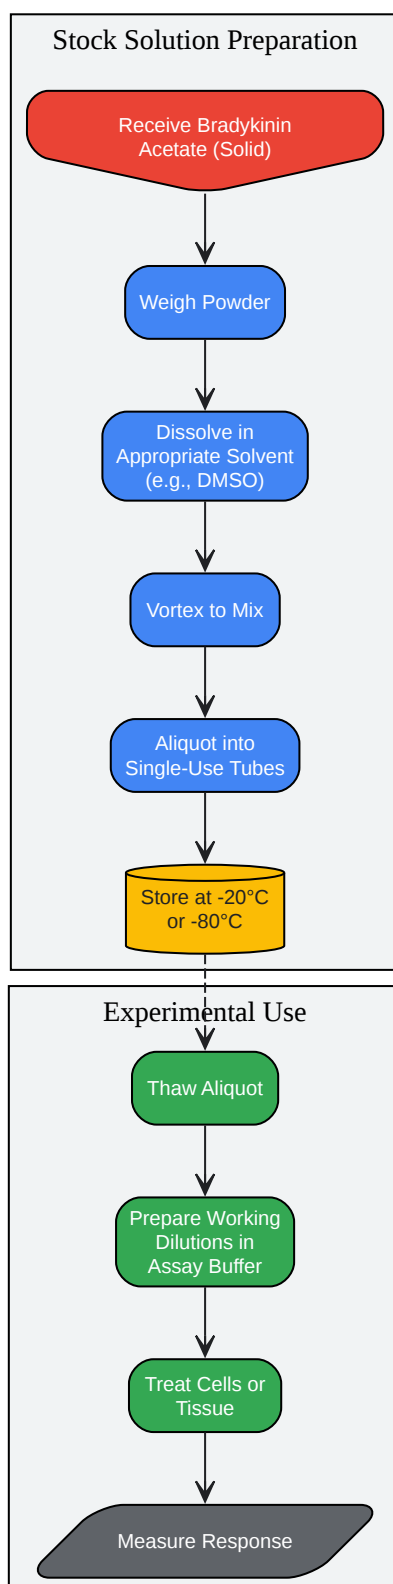 Stock Solution Preparation
Receive Bradykinin
Acetate (Solid)
Weigh Powder
Dissolve in
Appropriate Solvent
(e.g., DMSO)
Vortex to Mix
Aliquot into
Single-Use Tubes
Store at -20°C
or -80°C
Experimental Use
Thaw Aliquot
Prepare Working
Dilutions in
Assay Buffer
Treat Cells or
Tissue
Measure Response